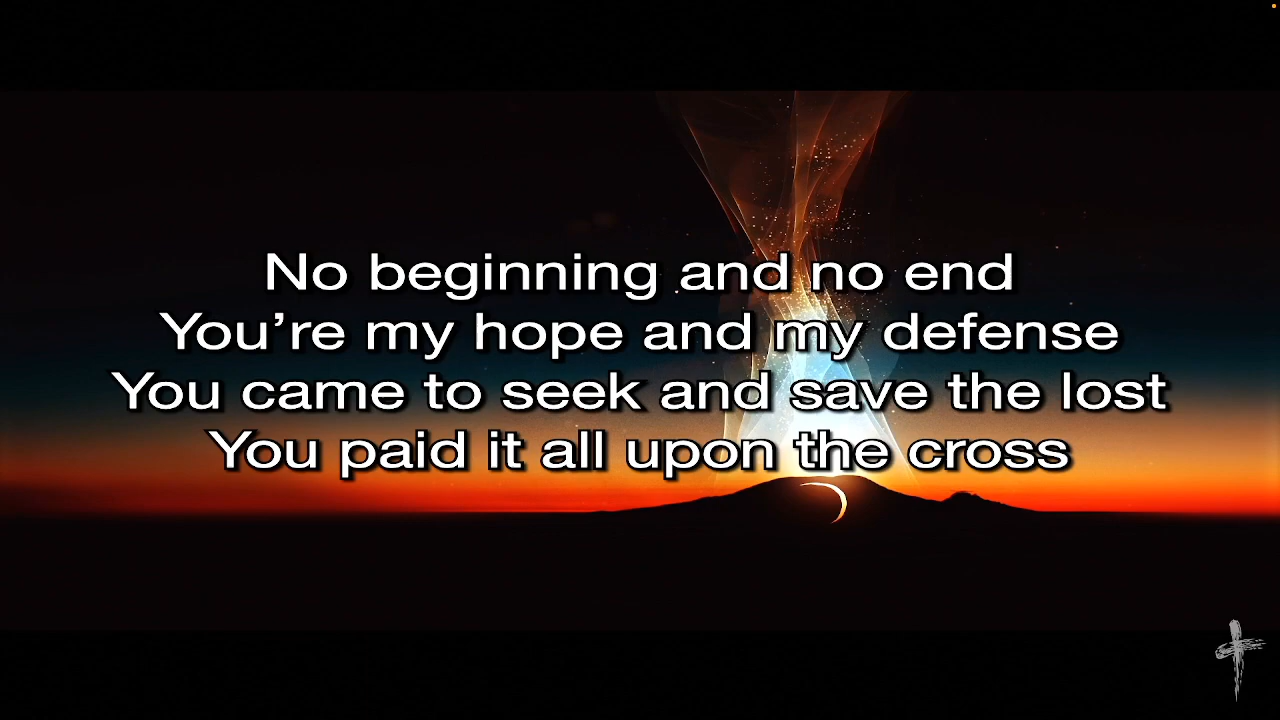 No beginning and no end
You’re my hope and my defense
You came to seek and save the lost
You paid it all upon the cross